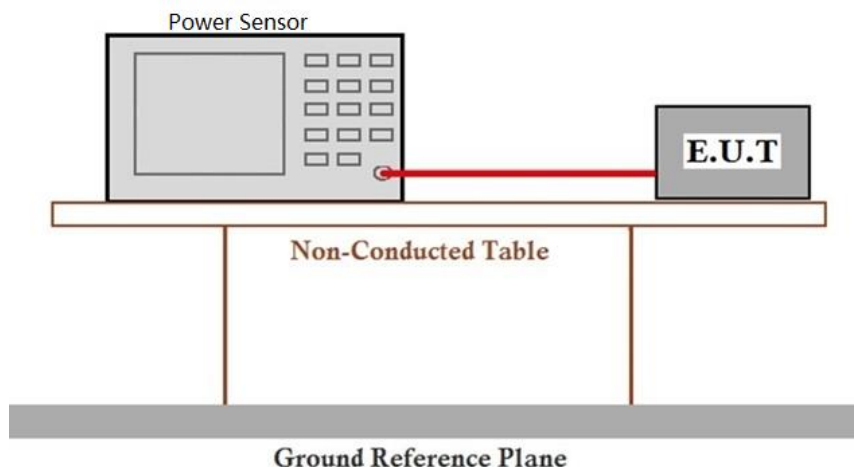 Power Sensor
E.U.T
Non-Conducted Table
Ground Reference Plane